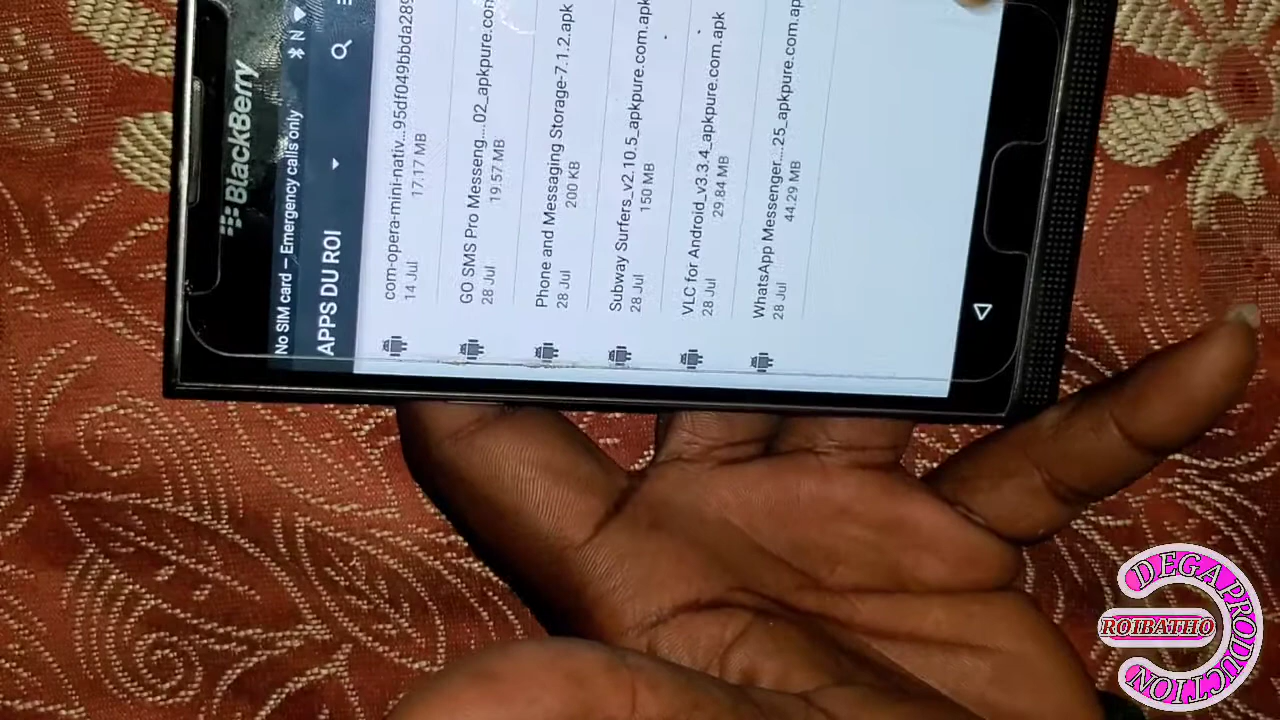 BlackBerry
No SIM card – Emergency calls only
APPS DU ROI
com-opera-mini-nativ...95df049bbda289
14 Jul 17.17 MB
GO SMS Pro Messeng....02_apkpure.com
28 Jul 19.57 MB
Phone and Messaging Storage-7.1.2.apk
28 Jul 200 KB
Subway Surfers_v2.10.5_apkpure.com.apk
28 Jul 150 MB
VLC for Android_v3.3.4_apkpure.com.apk
28 Jul 29.84 MB
WhatsApp Messenger....25_apkpure.com.ap
28 Jul 44.29 MB
DEGA PRODUCTION
ROIBATHO